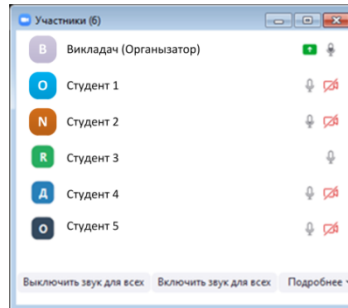 Участники (6)
В Викладач (Органызатор)
О Студент 1
N Студент 2
R Студент 3
Д Студент 4
О Студент 5
Выключить звук для всех Включить звук для всех Подробнее